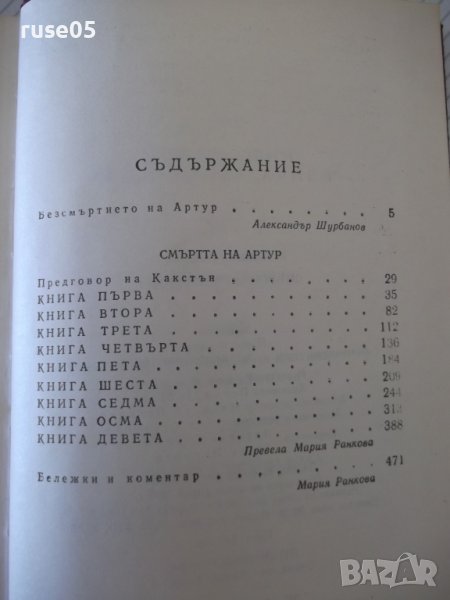 ruse05
СЪДЪРЖАНИЕ
Безсмъртието на Артур . . . . . . . . 5
Александър Шурбанов
СМЪРТТА НА АРТУР
Предговор на Какстън . . . . . . . . 29
КНИГА ПЪРВА . . . . . . . . . . . 35
КНИГА ВТОРА . . . . . . . . . . . 82
КНИГА ТРЕТА . . . . . . . . . . . 112
КНИГА ЧЕТВЪРТА . . . . . . . . . 136
КНИГА ПЕТА . . . . . . . . . . . 184
КНИГА ШЕСТА . . . . . . . . . . . 209
КНИГА СЕДМА . . . . . . . . . . . 244
КНИГА ОСМА . . . . . . . . . . . 313
КНИГА ДЕВЕТА . . . . . . . . . . 388
Превела Мария Ранкова
Бележки и коментар . . . . . . . . 471
Мария Ранкова
BAZAR